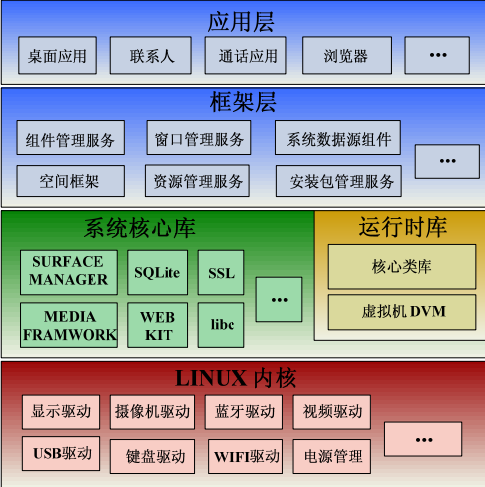 应用层
桌面应用 联系人 通话应用 浏览器 ...
框架层
组件管理服务 窗口管理服务 系统数据源组件
空间框架 资源管理服务 安装包管理服务 ...
系统核心库
SURFACE MANAGER SQLite SSL
MEDIA FRAMWORK WEB KIT libc ...
运行时库
核心类库
虚拟机 DVM
LINUX 内核
显示驱动 摄像机驱动 蓝牙驱动 视频驱动
USB驱动 键盘驱动 WIFI驱动 电源管理 ...